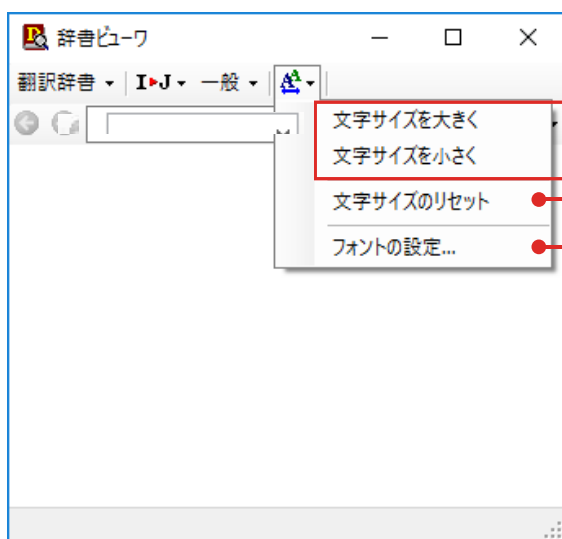 辞書ビューワ
翻訳辞書 I▸J 一般
文字サイズを大きく
文字サイズを小さく
文字サイズのリセット
フォントの設定...